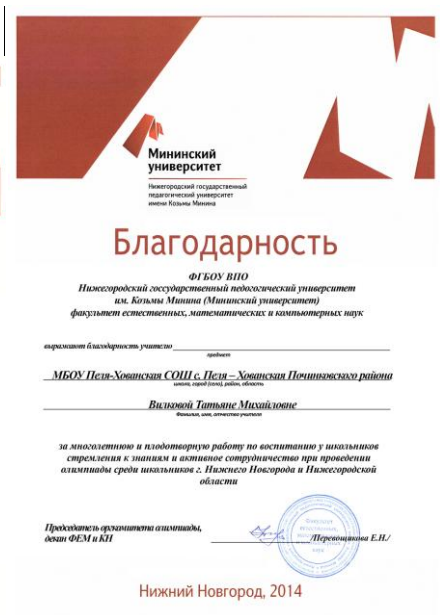 Мининский
университет
Нижегородский государственный
педагогический университет
имени Козьмы Минина
Благодарность
ФГБОУ ВПО
Нижегородский государственный педагогический университет
им. Козьмы Минина (Мининский университет)
факультет естественных, математических и компьютерных наук
выражают благодарность учителю
предмет
МБОУ Пеля-Хованская СОШ с. Пеля – Хованская Починковского района
школа, город (село), район, область
Вилковой Татьяне Михайловне
Фамилия, имя, отчество учителя
за многолетнюю и плодотворную работу по воспитанию у школьников
стремления к знаниям и активное сотрудничество при проведении
олимпиады среди школьников г. Нижнего Новгорода и Нижегородской
области
Председатель оргкомитета олимпиады,
декан ФЕМ и КН
/Перевощикова Е.Н./
Нижний Новгород, 2014